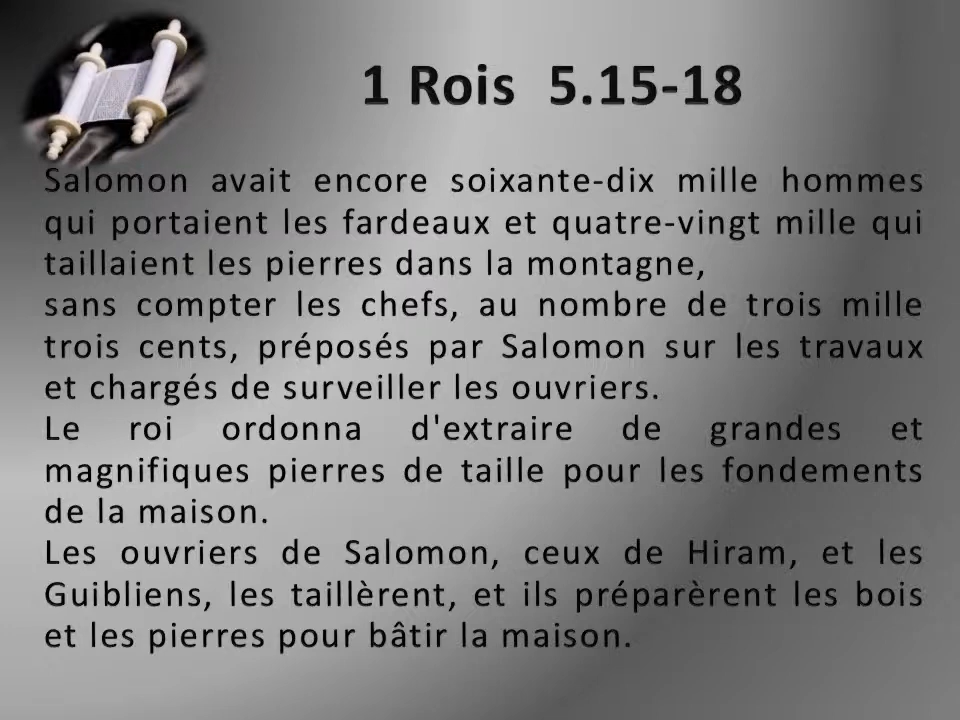 1 Rois 5.15-18
Salomon avait encore soixante-dix mille hommes
qui portaient les fardeaux et quatre-vingt mille qui
taillaient les pierres dans la montagne,
sans compter les chefs, au nombre de trois mille
trois cents, préposés par Salomon sur les travaux
et chargés de surveiller les ouvriers.
Le roi ordonna d'extraire de grandes et
magnifiques pierres de taille pour les fondements
de la maison.
Les ouvriers de Salomon, ceux de Hiram, et les
Guibliens, les taillèrent, et ils préparèrent les bois
et les pierres pour bâtir la maison.